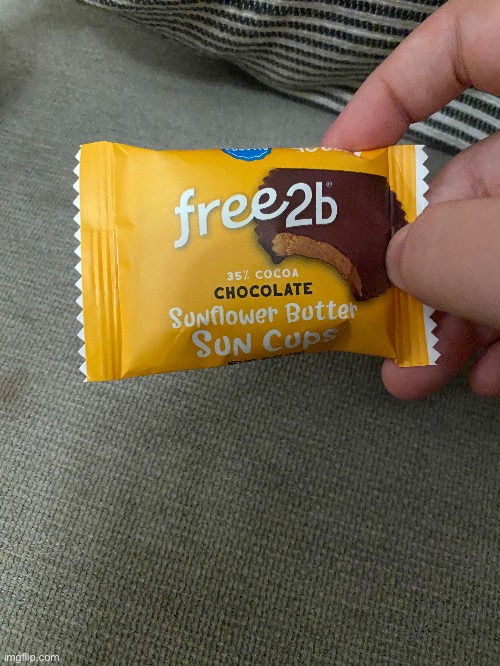 free2b®
35% COCOA
CHOCOLATE
Sunflower Butter
Sun Cups
imgflip.com